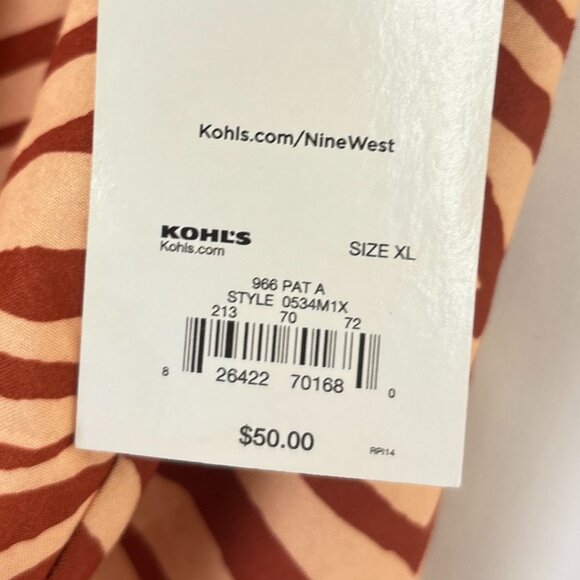 Kohls.com/NineWest
KOHL'S
Kohls.com
SIZE XL
966 PAT A
STYLE 0534M1X
213 70 72
8 26422 70168 0
$50.00
RPI14